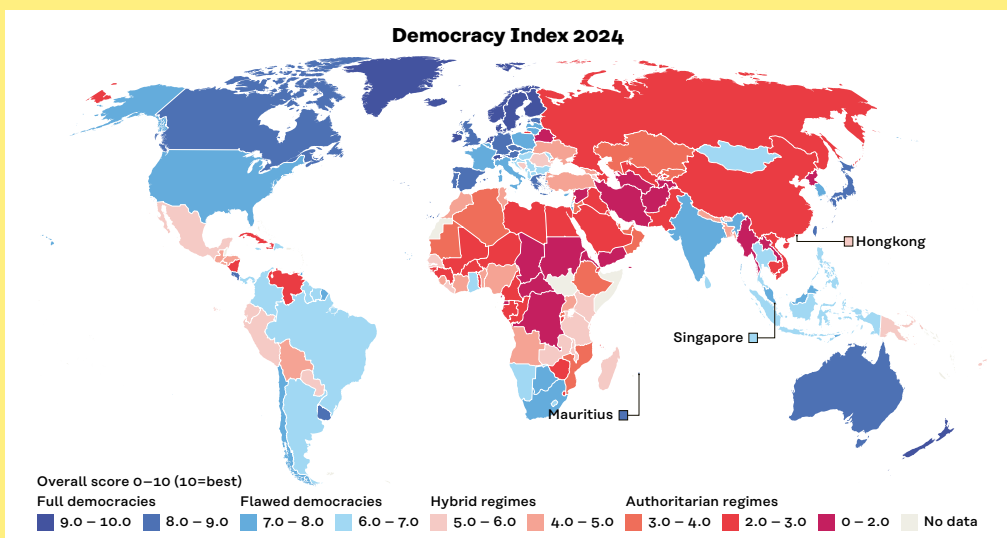 Democracy Index 2024
Hongkong
Singapore
Mauritius
Overall score 0–10 (10=best)
Full democracies
9.0 – 10.0
8.0 – 9.0
Flawed democracies
7.0 – 8.0
6.0 – 7.0
Hybrid regimes
5.0 – 6.0
4.0 – 5.0
Authoritarian regimes
3.0 – 4.0
2.0 – 3.0
0 – 2.0
No data